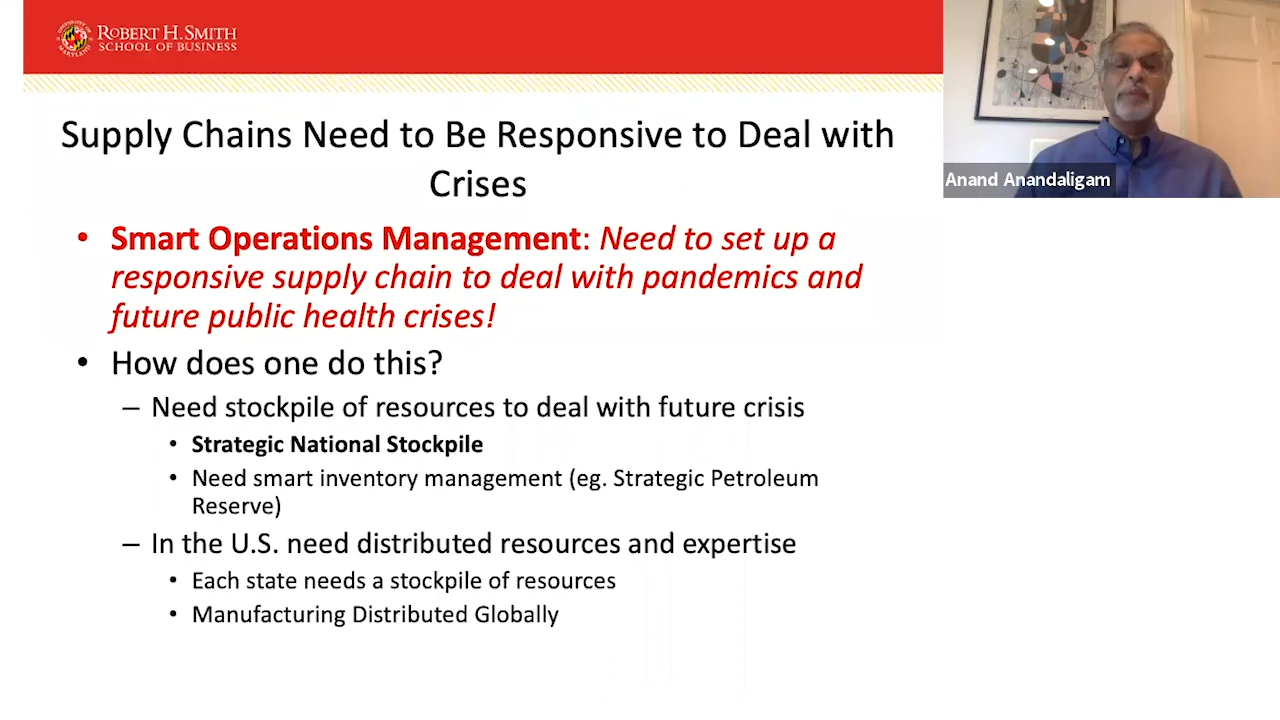 UNIVERSITY OF
MARYLAND
ROBERT H. SMITH
SCHOOL OF BUSINESS
Supply Chains Need to Be Responsive to Deal with
Crises
• Smart Operations Management: Need to set up a
responsive supply chain to deal with pandemics and
future public health crises!
• How does one do this?
– Need stockpile of resources to deal with future crisis
• Strategic National Stockpile
• Need smart inventory management (eg. Strategic Petroleum
Reserve)
– In the U.S. need distributed resources and expertise
• Each state needs a stockpile of resources
• Manufacturing Distributed Globally
Anand Anandaligam